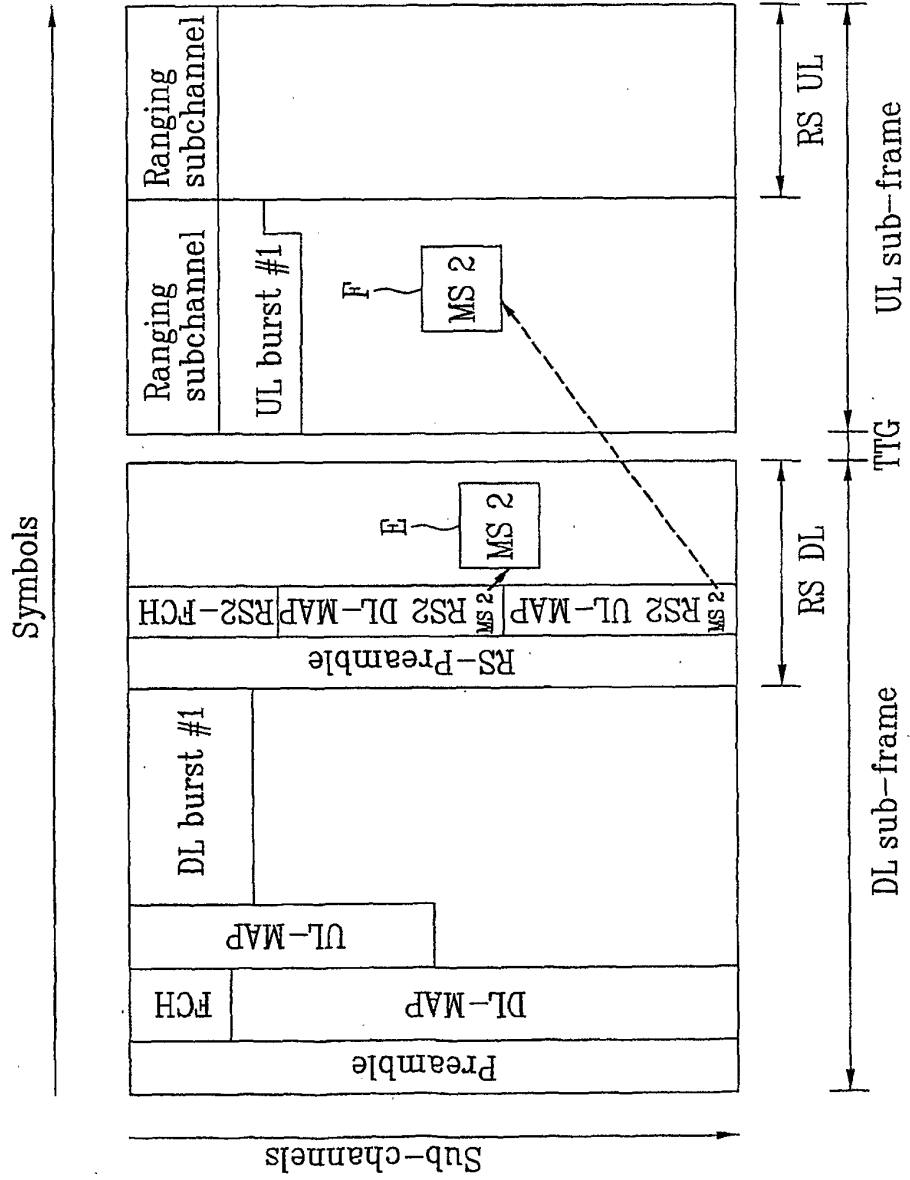 Symbols
Sub-channels
Preamble
FCH
DL-MAP
UL-MAP
DL burst #1
RS-Preamble
RS2-FCH
RS2 DL-MAP
MS 2
RS2 UL-MAP
MS 2
E
MS 2
Ranging
subchannel
UL burst #1
F
MS 2
Ranging
subchannel
RS DL
RS UL
DL sub-frame
TTG
UL sub-frame